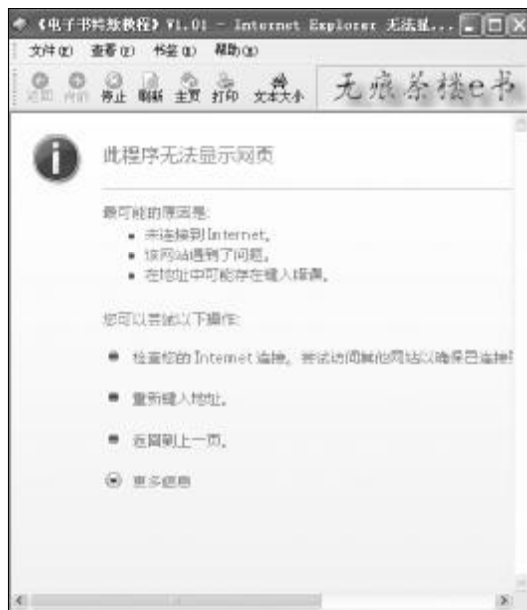 《电子书终极教程》V1.01 - Internet Explorer 无法显...
文件(F) 查看(V) 书签(B) 帮助(H)
返回 向前 停止 刷新 主页 打印 文本大小 无痕茶楼e书
此程序无法显示网页
最可能的原因是:
未连接到 Internet。
该网站遇到了问题。
在地址中可能存在键入错误。
您可以尝试以下操作:
检查您的 Internet 连接。尝试访问其他网站以确保已连接到
重新键入地址。
返回到上一页。
更多信息